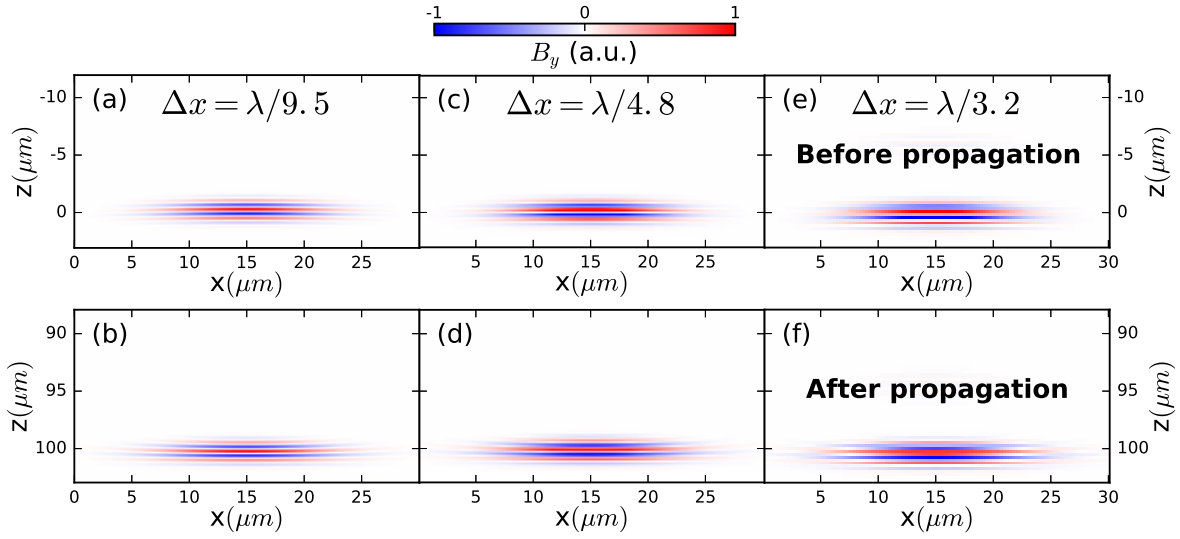 -1 0 1
B_y (a.u.)
(a) Δx = λ/9.5 (c) Δx = λ/4.8 (e) Δx = λ/3.2
Before propagation
z(μm) -10 -5 0
-10 -5 0 z(μm)
0 5 10 15 20 25 5 10 15 20 25 5 10 15 20 25 30
x(μm) x(μm) x(μm)
(b) (d) (f)
After propagation
z(μm) 90 95 100
90 95 100 z(μm)
0 5 10 15 20 25 5 10 15 20 25 5 10 15 20 25 30
x(μm) x(μm) x(μm)